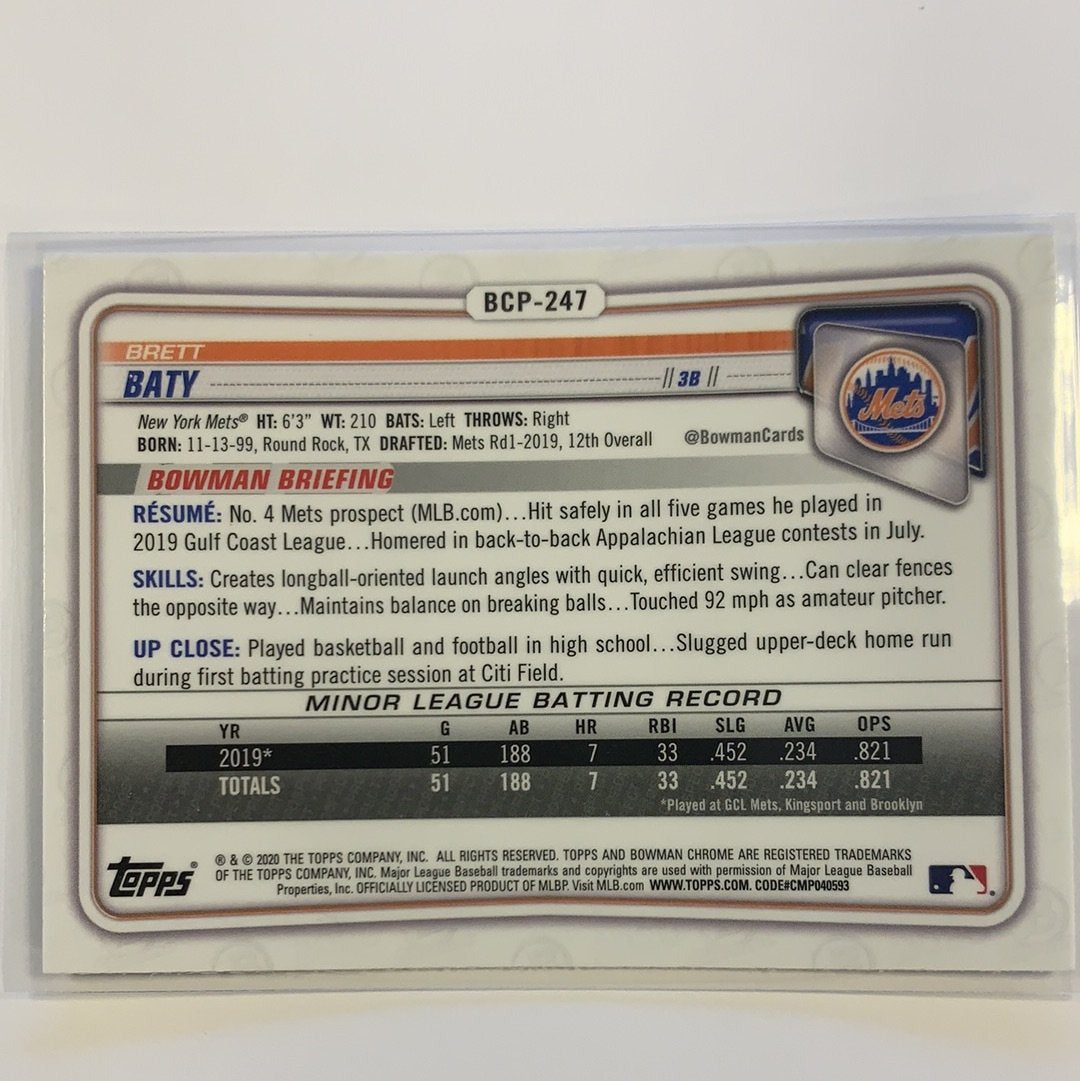 BCP-247
BRETT
BATY // 3B //
Mets
New York Mets® HT: 6'3" WT: 210 BATS: Left THROWS: Right
BORN: 11-13-99, Round Rock, TX DRAFTED: Mets Rd1-2019, 12th Overall @BowmanCards
BOWMAN BRIEFING
RÉSUMÉ: No. 4 Mets prospect (MLB.com)...Hit safely in all five games he played in
2019 Gulf Coast League...Homered in back-to-back Appalachian League contests in July.
SKILLS: Creates longball-oriented launch angles with quick, efficient swing...Can clear fences
the opposite way...Maintains balance on breaking balls...Touched 92 mph as amateur pitcher.
UP CLOSE: Played basketball and football in high school...Slugged upper-deck home run
during first batting practice session at Citi Field.
MINOR LEAGUE BATTING RECORD
YR G AB HR RBI SLG AVG OPS
2019* 51 188 7 33 .452 .234 .821
TOTALS 51 188 7 33 .452 .234 .821
*Played at GCL Mets, Kingsport and Brooklyn
TOPPS®
® & © 2020 THE TOPPS COMPANY, INC. ALL RIGHTS RESERVED. TOPPS AND BOWMAN CHROME ARE REGISTERED TRADEMARKS
OF THE TOPPS COMPANY, INC. Major League Baseball trademarks and copyrights are used with permission of Major League Baseball
Properties, Inc. OFFICIALLY LICENSED PRODUCT OF MLBP. Visit MLB.com WWW.TOPPS.COM. CODE#CMP040593